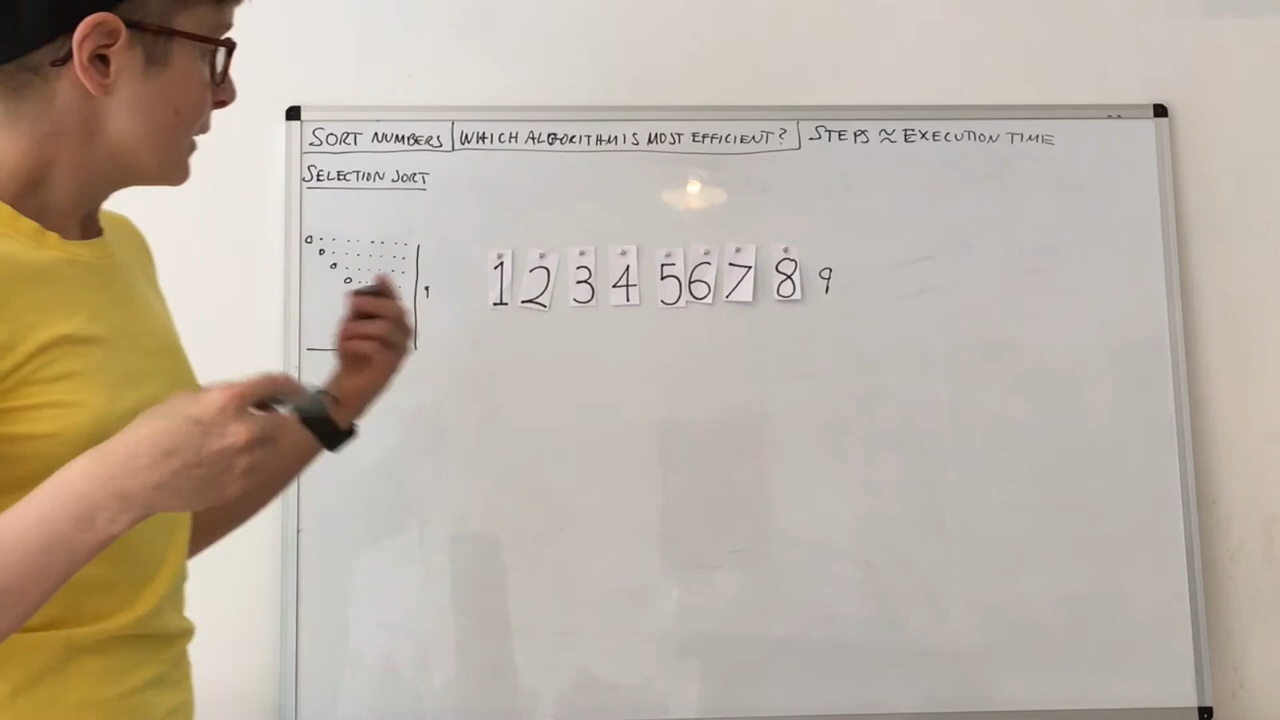 SORT NUMBERS WHICH ALGORITHM IS MOST EFFICIENT? STEPS ≈ EXECUTION TIME
SELECTION SORT
1 2 3 4 5 6 7 8 9
9